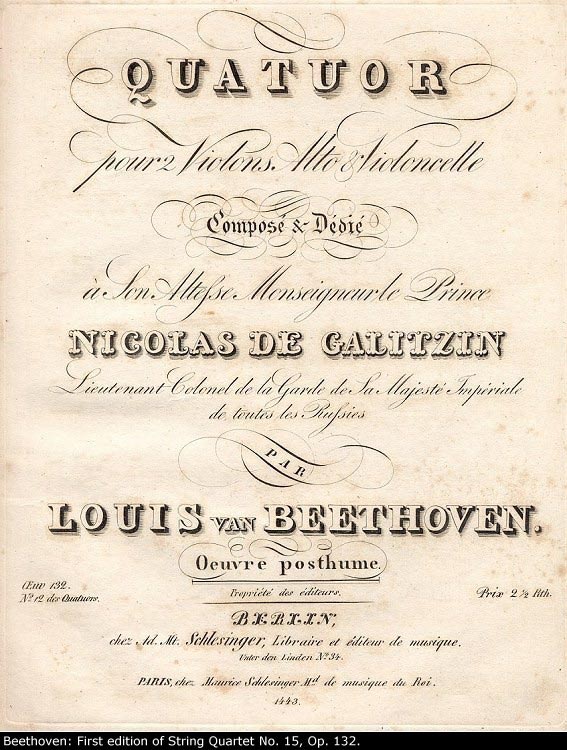 QUATUOR
pour 2 Violons, Alto & Violoncelle
Composé & Dédié
à Son Altesse Monseigneur le Prince
NICOLAS DE GALITZIN
Lieutenant Colonel de la Garde de Sa Majesté Impériale
de toutes les Russies
PAR
LOUIS VAN BEETHOVEN.
Oeuvre posthume.
Œuv 132.
No. 12 des Quatuors.
Propriété des éditeurs.
Prix 2 ½ Rth.
BERLIN,
chez Ad. Mt. Schlesinger, Libraire et éditeur de musique.
Unter den Linden No. 34.
PARIS, chez Maurice Schlesinger Md. de musique du Roi.
1443.
Beethoven: First edition of String Quartet No. 15, Op. 132.